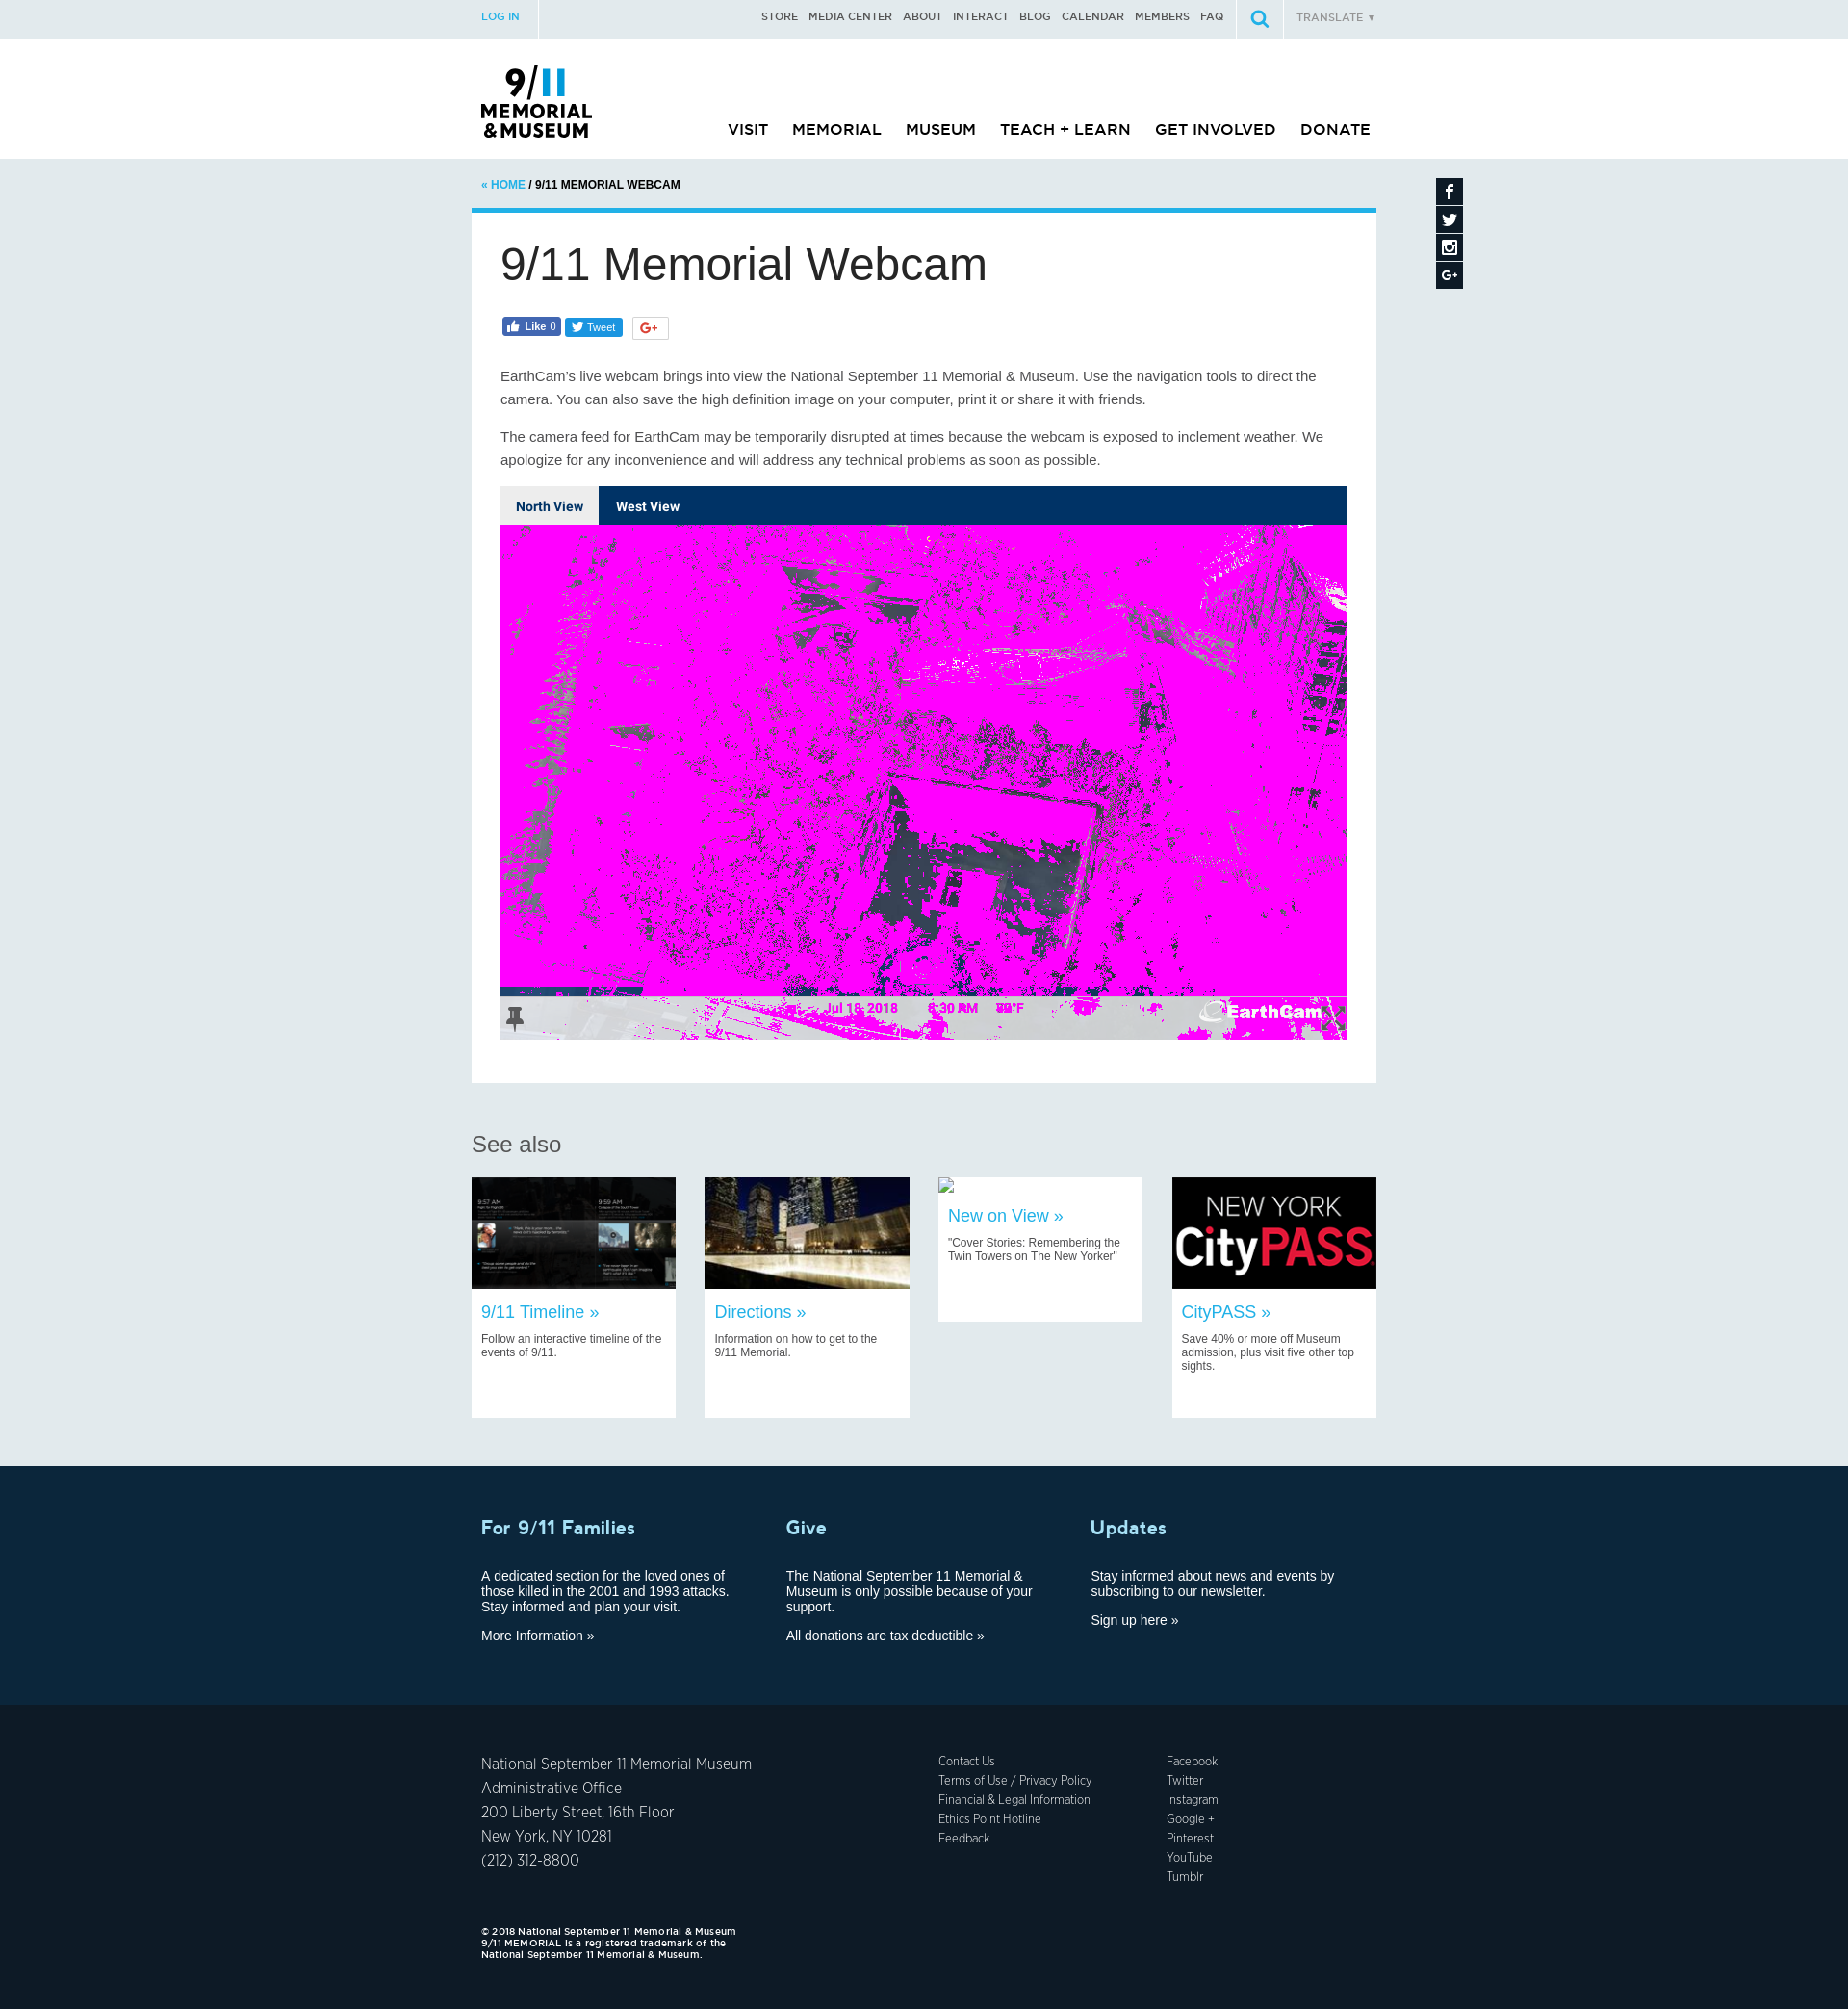 LOG IN
STORE MEDIA CENTER ABOUT INTERACT BLOG CALENDAR MEMBERS FAQ
TRANSLATE ▼
9/11
MEMORIAL
& MUSEUM
VISIT MEMORIAL MUSEUM TEACH + LEARN GET INVOLVED DONATE
« HOME / 9/11 MEMORIAL WEBCAM
9/11 Memorial Webcam
Like 0
Tweet
G+
EarthCam's live webcam brings into view the National September 11 Memorial & Museum. Use the navigation tools to direct the
camera. You can also save the high definition image on your computer, print it or share it with friends.
The camera feed for EarthCam may be temporarily disrupted at times because the webcam is exposed to inclement weather. We
apologize for any inconvenience and will address any technical problems as soon as possible.
North View West View
Jul 18, 2018
EarthCam
See also
9:57 AM
9:59 AM
NEW YORK
CityPASS
9/11 Timeline »
Follow an interactive timeline of the
events of 9/11.
Directions »
Information on how to get to the
9/11 Memorial.
New on View »
"Cover Stories: Remembering the
Twin Towers on The New Yorker"
CityPASS »
Save 40% or more off Museum
admission, plus visit five other top
sights.
For 9/11 Families
A dedicated section for the loved ones of
those killed in the 2001 and 1993 attacks.
Stay informed and plan your visit.
More Information »
Give
The National September 11 Memorial &
Museum is only possible because of your
support.
All donations are tax deductible »
Updates
Stay informed about news and events by
subscribing to our newsletter.
Sign up here »
National September 11 Memorial Museum
Administrative Office
200 Liberty Street, 16th Floor
New York, NY 10281
(212) 312-8800
Contact Us
Terms of Use / Privacy Policy
Financial & Legal Information
Ethics Point Hotline
Feedback
Facebook
Twitter
Instagram
Google +
Pinterest
YouTube
Tumblr
© 2018 National September 11 Memorial & Museum
9/11 MEMORIAL is a registered trademark of the
National September 11 Memorial & Museum.